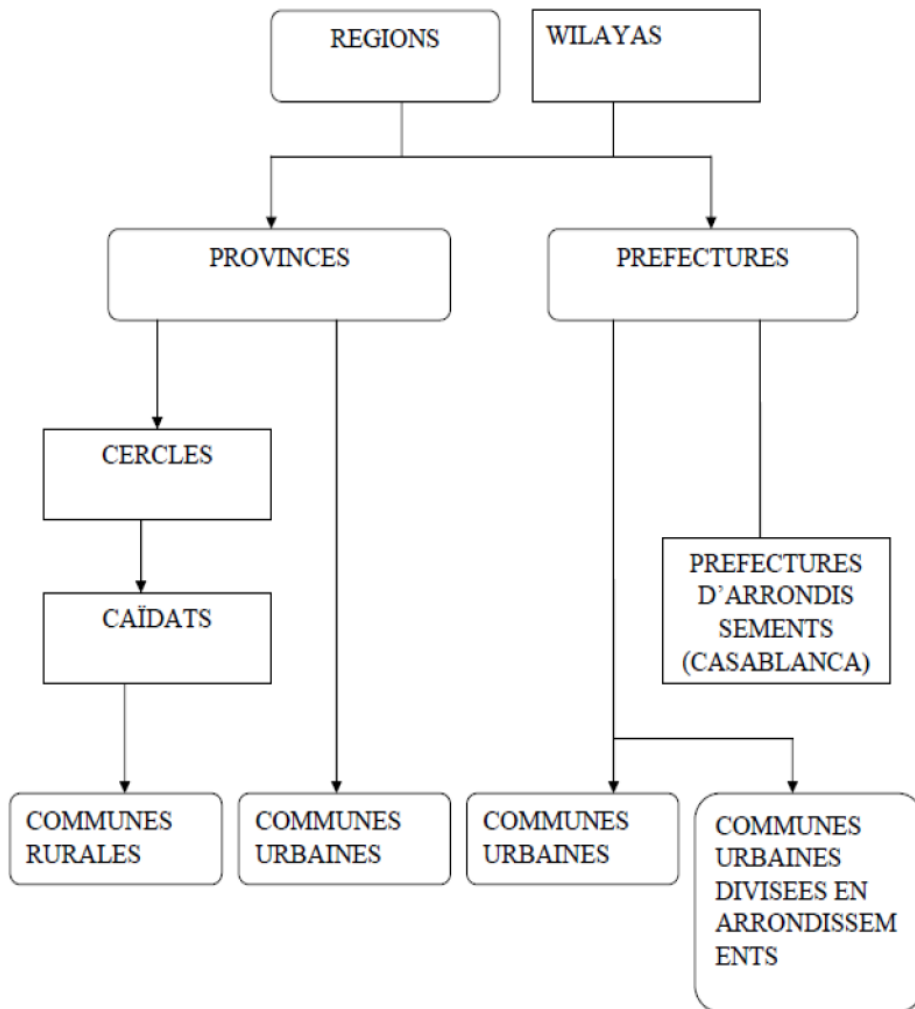 REGIONS
WILAYAS
PROVINCES
PREFECTURES
CERCLES
PREFECTURES
D’ARRONDIS
SEMENTS
(CASABLANCA)
CAÏDATS
COMMUNES
RURALES
COMMUNES
URBAINES
COMMUNES
URBAINES
COMMUNES
URBAINES
DIVISEES EN
ARRONDISSEM
ENTS